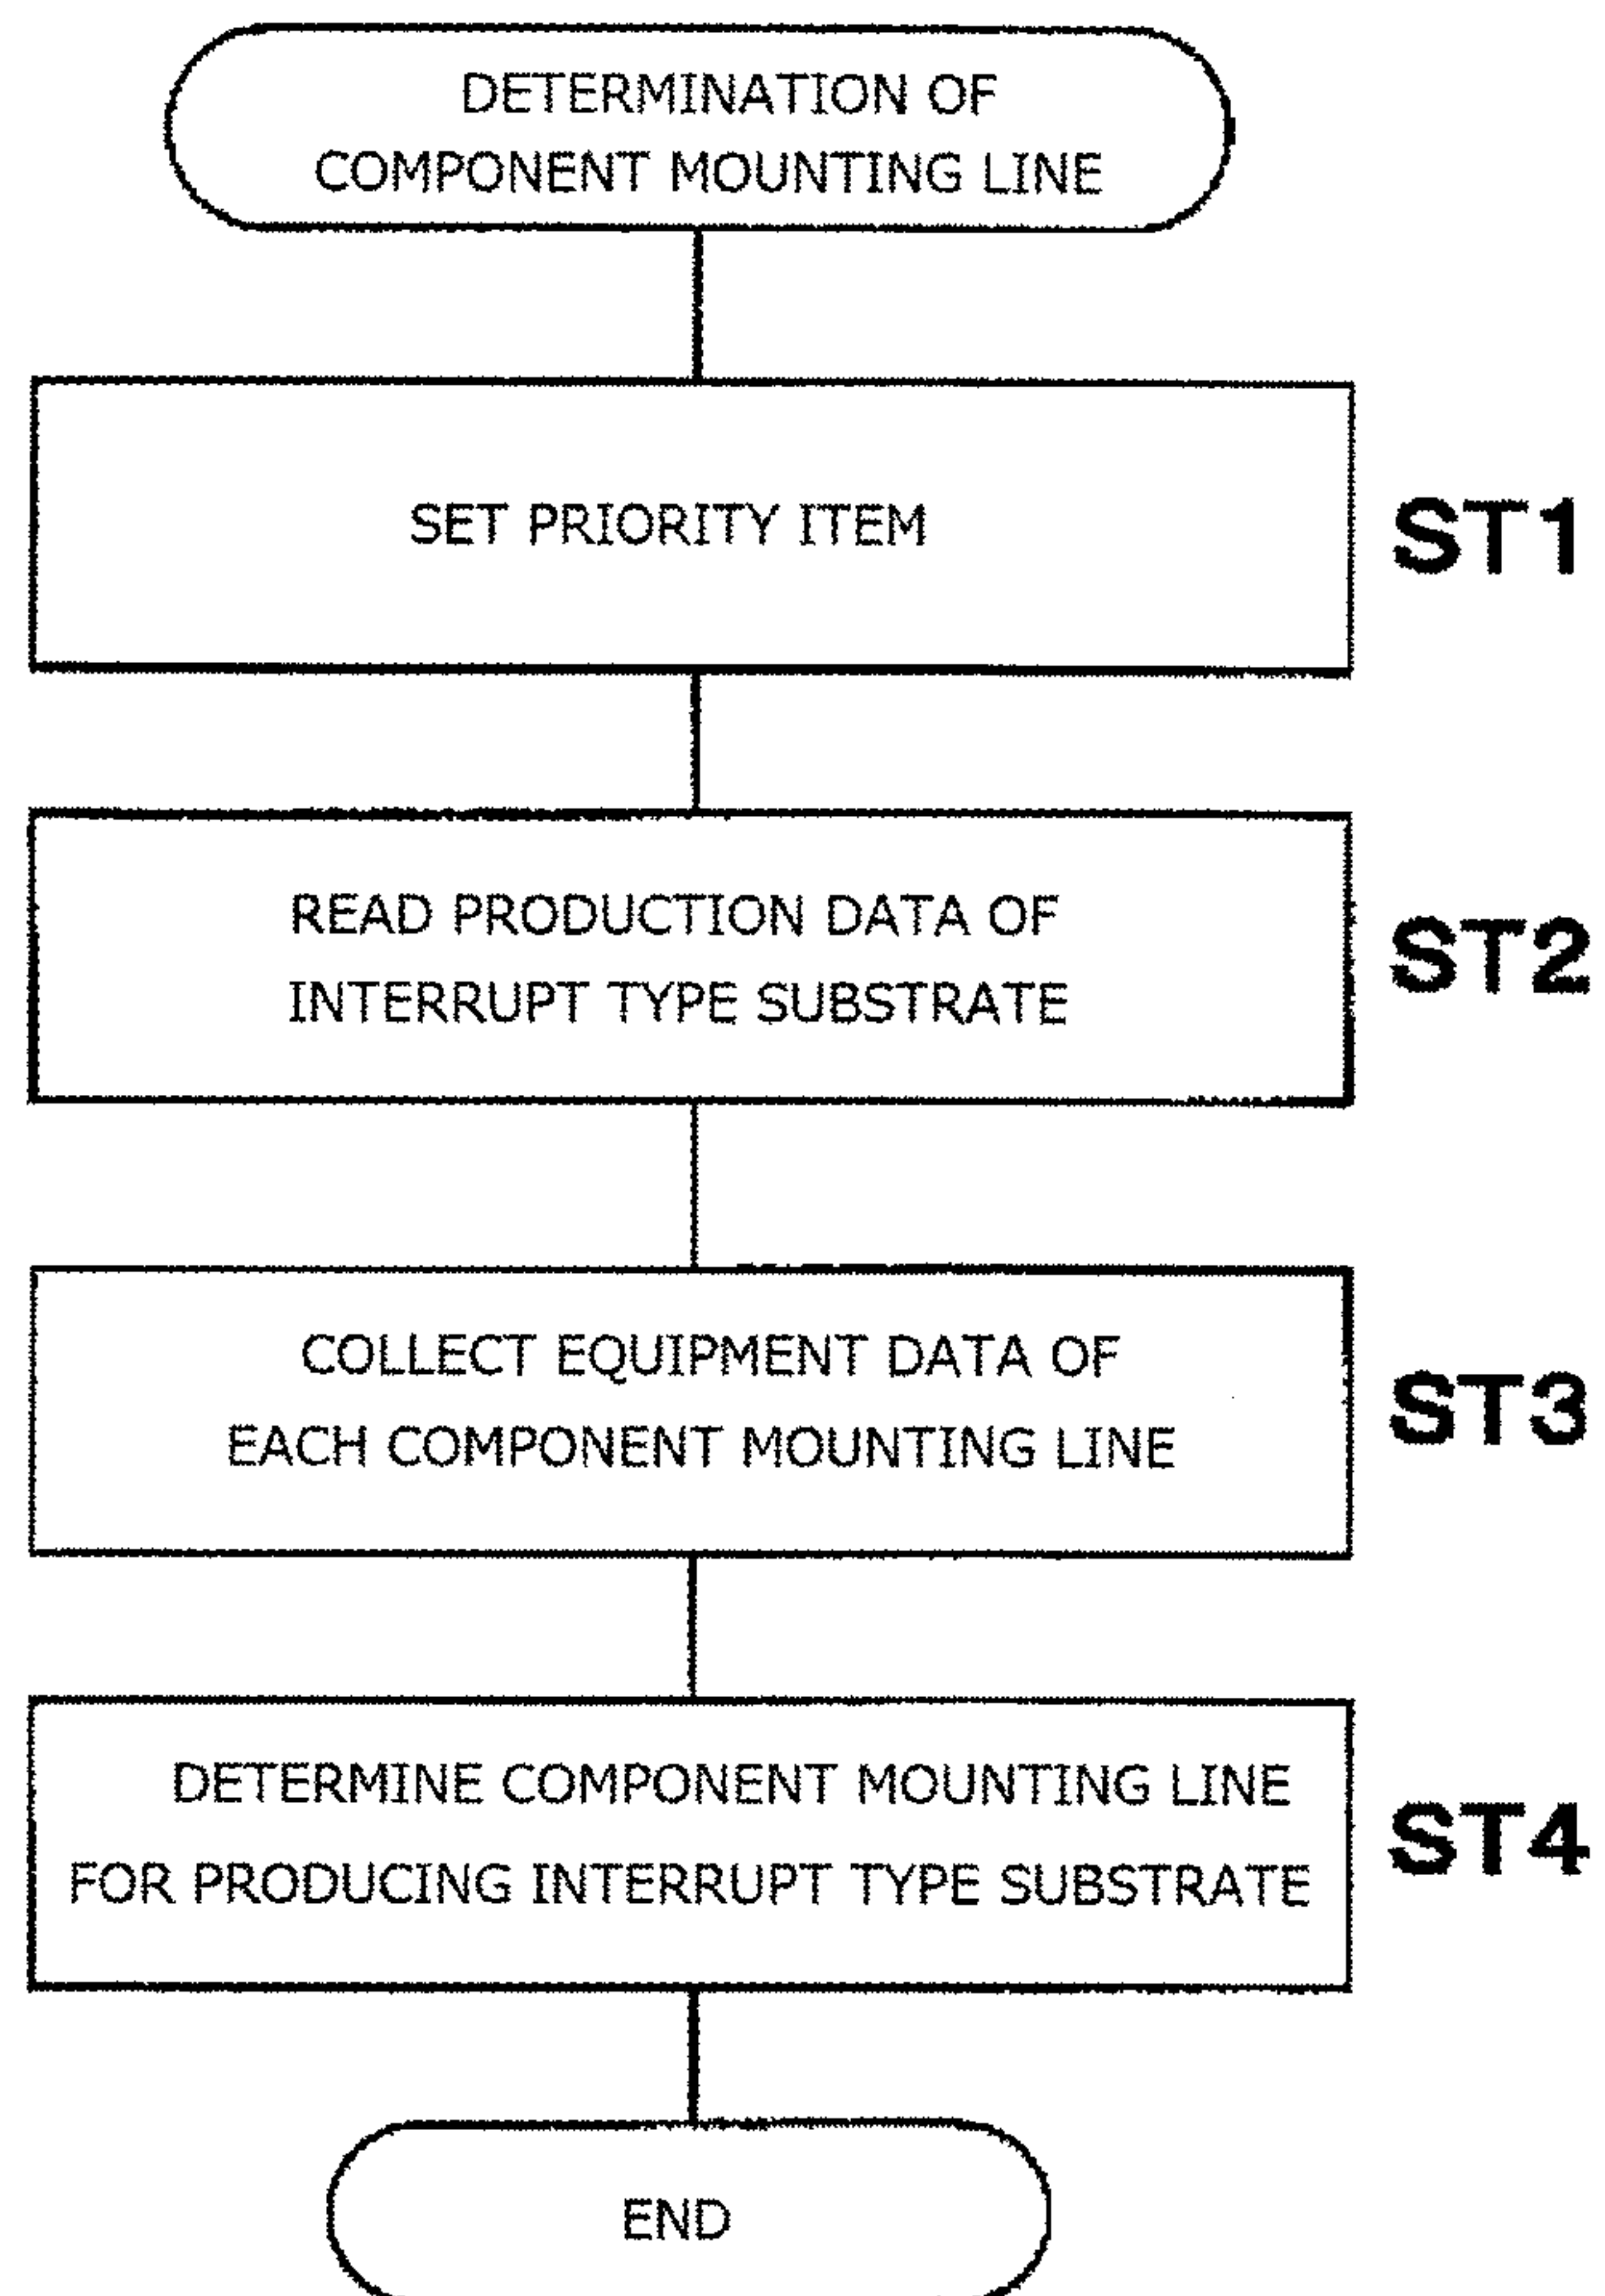 DETERMINATION OF
COMPONENT MOUNTING LINE
SET PRIORITY ITEM
ST1
READ PRODUCTION DATA OF
INTERRUPT TYPE SUBSTRATE
ST2
COLLECT EQUIPMENT DATA OF
EACH COMPONENT MOUNTING LINE
ST3
DETERMINE COMPONENT MOUNTING LINE
FOR PRODUCING INTERRUPT TYPE SUBSTRATE
ST4
END